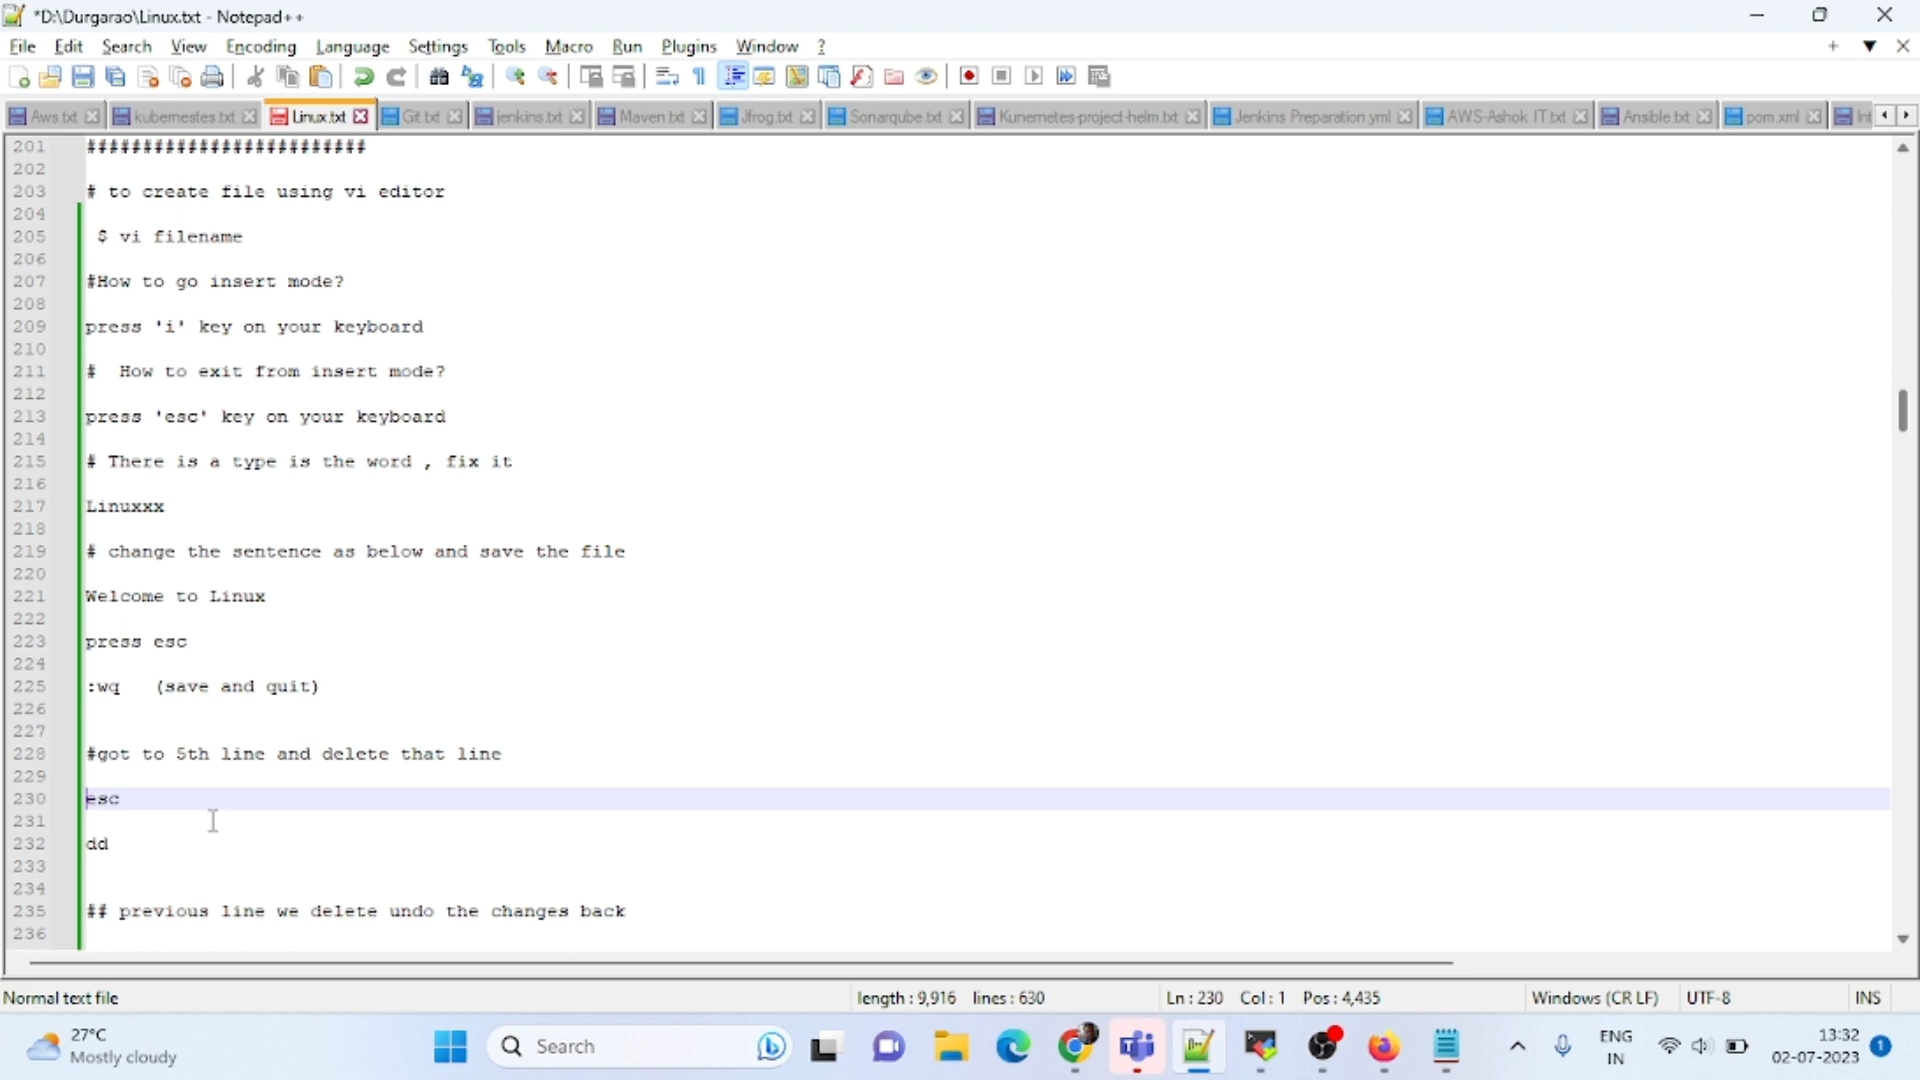 *D:\Durgarao\Linux.txt - Notepad++
File Edit Search View Encoding Language Settings Tools Macro Run Plugins Window ?
Aws.txt kubernestes.txt Linux.txt Git.txt jenkins.txt Maven.txt Jfrog.txt Sonarqube.txt Kunernetes-project-helm.txt Jenkins Preparation.yml AWS-Ashok IT.txt Ansible.txt pom.xml Int
201 #########################
202
203 # to create file using vi editor
204
205 $ vi filename
206
207 #How to go insert mode?
208
209 press 'i' key on your keyboard
210
211 # How to exit from insert mode?
212
213 press 'esc' key on your keyboard
214
215 # There is a type is the word , fix it
216
217 Linuxxx
218
219 # change the sentence as below and save the file
220
221 Welcome to Linux
222
223 press esc
224
225 :wq (save and quit)
226
227
228 #got to 5th line and delete that line
229
230 esc
231
232 dd
233
234
235 ## previous line we delete undo the changes back
236
Normal text file length : 9,916 lines : 630 Ln : 230 Col : 1 Pos : 4,435 Windows (CR LF) UTF-8 INS
27°C
Mostly cloudy
Search
ENG
IN
13:32
02-07-2023
1